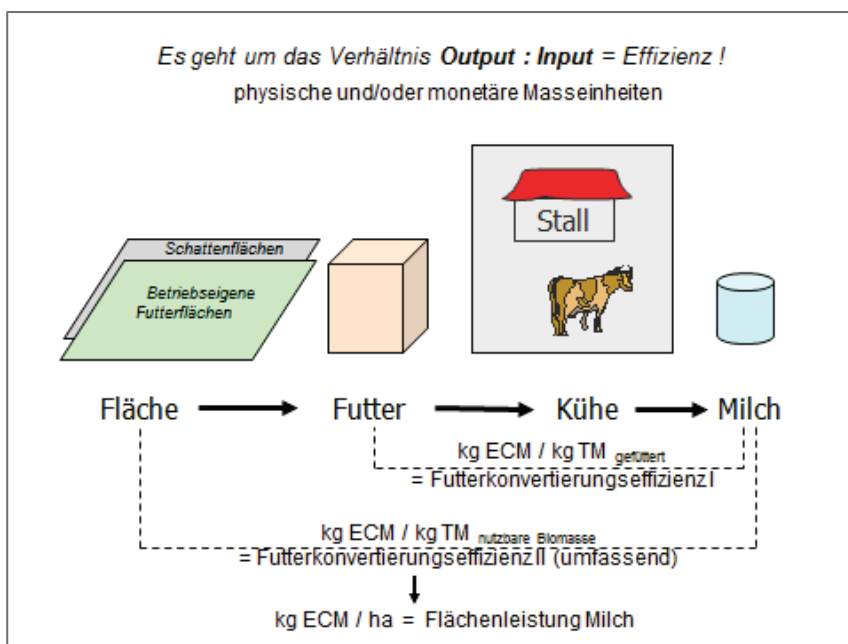 Es geht um das Verhältnis Output : Input = Effizienz !
physische und/oder monetäre Masseinheiten
Stall
Schattenflächen
Betriebseigene
Futterflächen
Fläche Futter Kühe Milch
kg ECM / kg TM gefüttert
= Futterkonvertierungseffizienz I
kg ECM / kg TM nutzbare Biomasse
= Futterkonvertierungseffizienz II (umfassend)
kg ECM / ha = Flächenleistung Milch